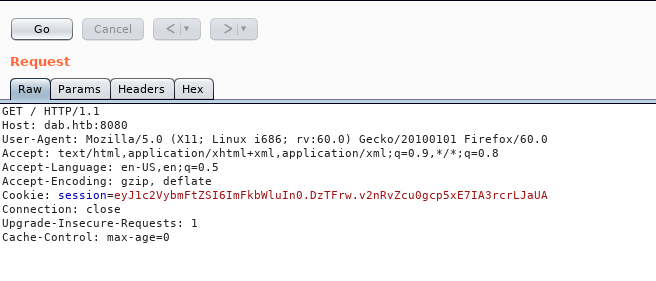 Go Cancel < >
Request
Raw Params Headers Hex
GET / HTTP/1.1
Host: dab.htb:8080
User-Agent: Mozilla/5.0 (X11; Linux i686; rv:60.0) Gecko/20100101 Firefox/60.0
Accept: text/html,application/xhtml+xml,application/xml;q=0.9,*/*;q=0.8
Accept-Language: en-US,en;q=0.5
Accept-Encoding: gzip, deflate
Cookie: session=eyJ1c2VybmFtZSI6ImFkbWluIn0.DzTFrw.v2nRvZcu0gcp5xE7IA3rcrLJaUA
Connection: close
Upgrade-Insecure-Requests: 1
Cache-Control: max-age=0